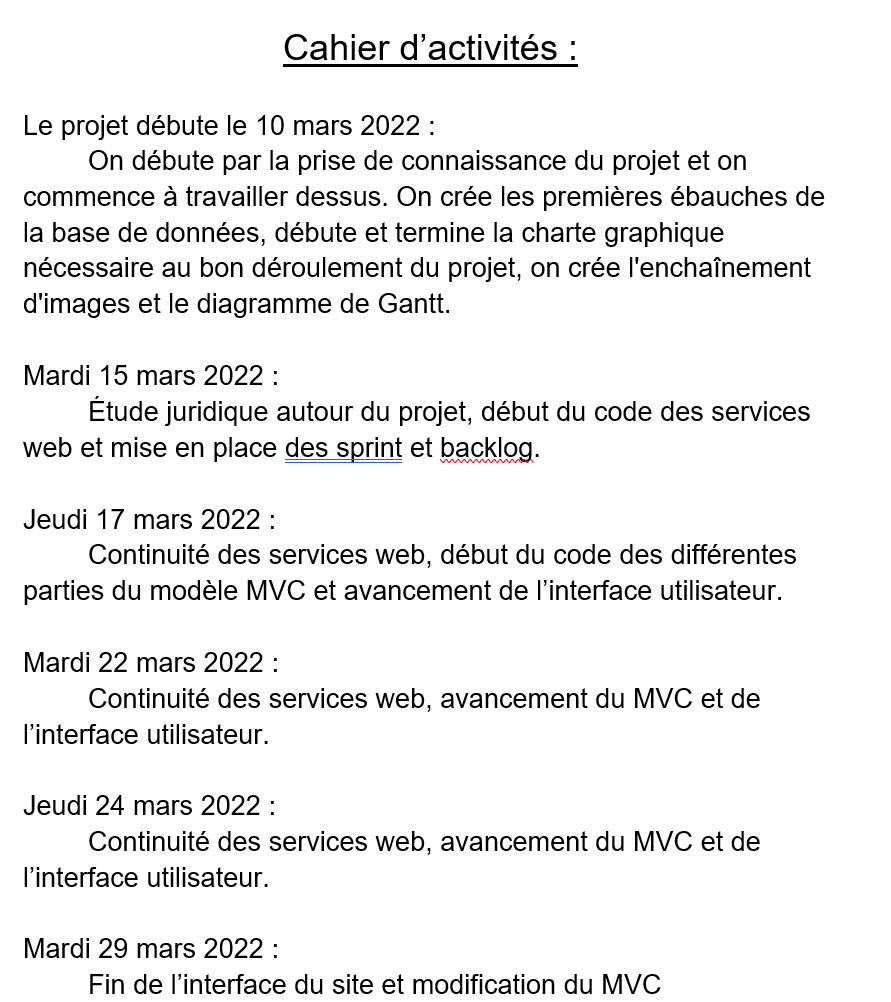 Cahier d’activités :
Le projet débute le 10 mars 2022 :
On débute par la prise de connaissance du projet et on
commence à travailler dessus. On crée les premières ébauches de
la base de données, débute et termine la charte graphique
nécessaire au bon déroulement du projet, on crée l'enchaînement
d'images et le diagramme de Gantt.
Mardi 15 mars 2022 :
Étude juridique autour du projet, début du code des services
web et mise en place des sprint et backlog.
Jeudi 17 mars 2022 :
Continuité des services web, début du code des différentes
parties du modèle MVC et avancement de l’interface utilisateur.
Mardi 22 mars 2022 :
Continuité des services web, avancement du MVC et de
l’interface utilisateur.
Jeudi 24 mars 2022 :
Continuité des services web, avancement du MVC et de
l’interface utilisateur.
Mardi 29 mars 2022 :
Fin de l’interface du site et modification du MVC